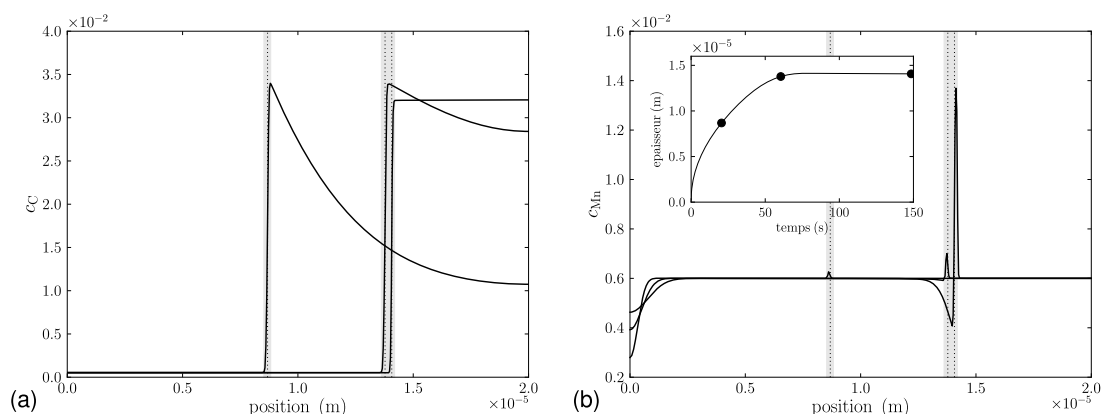 ×10⁻²
4.0
3.5
3.0
2.5
2.0
1.5
1.0
0.5
0.0
c_C
0.0 0.5 1.0 1.5 2.0
position (m) ×10⁻⁵
(a)
×10⁻²
1.6
1.4
1.2
1.0
0.8
0.6
0.4
0.2
c_Mn
0.0 0.5 1.0 1.5 2.0
position (m) ×10⁻⁵
(b)
×10⁻⁵
1.5
1.0
0.5
0.0
epaisseur (m)
0 50 100 150
temps (s)